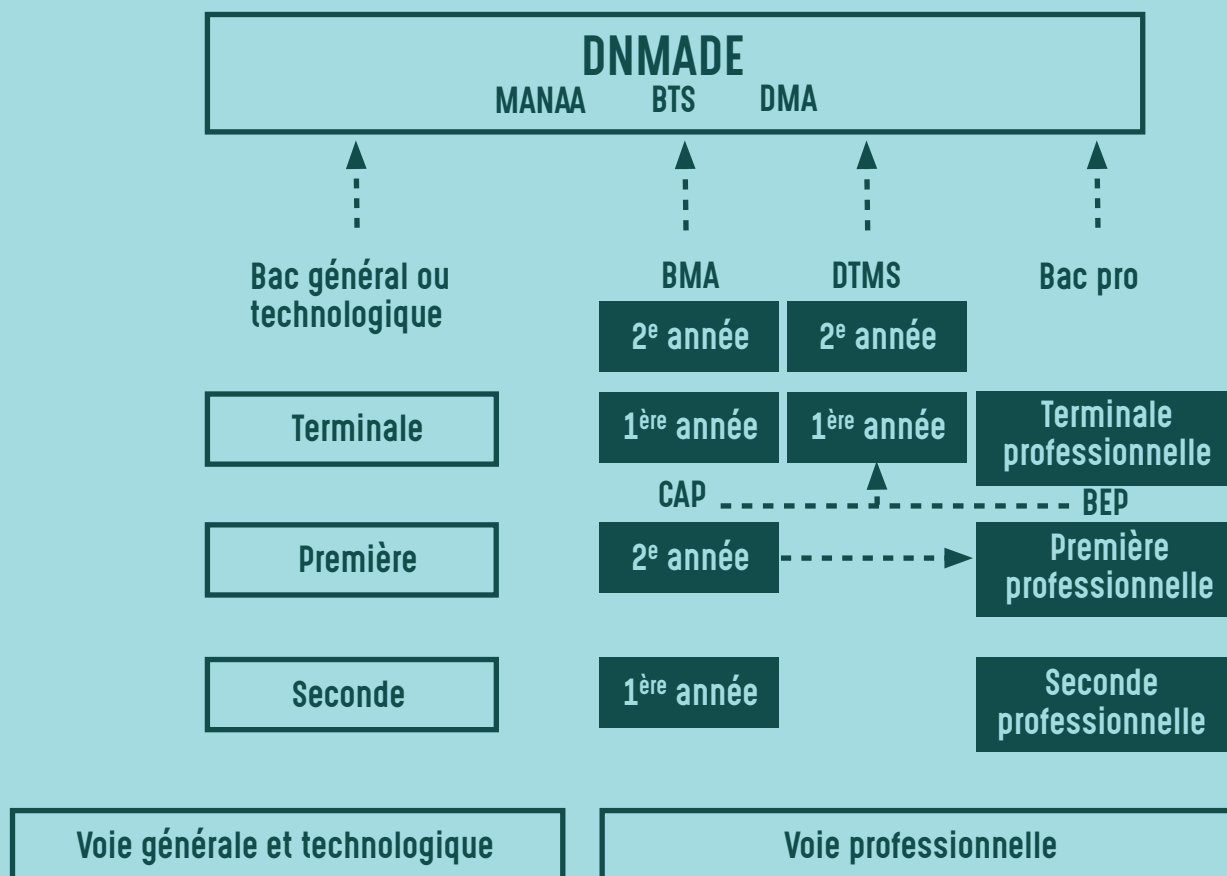 DNMADE
MANAA BTS DMA
Bac général ou
technologique
BMA
DTMS
Bac pro
2e année
2e année
Terminale
1ère année
1ère année
Terminale
professionnelle
CAP
BEP
Première
2e année
Première
professionnelle
Seconde
1ère année
Seconde
professionnelle
Voie générale et technologique
Voie professionnelle